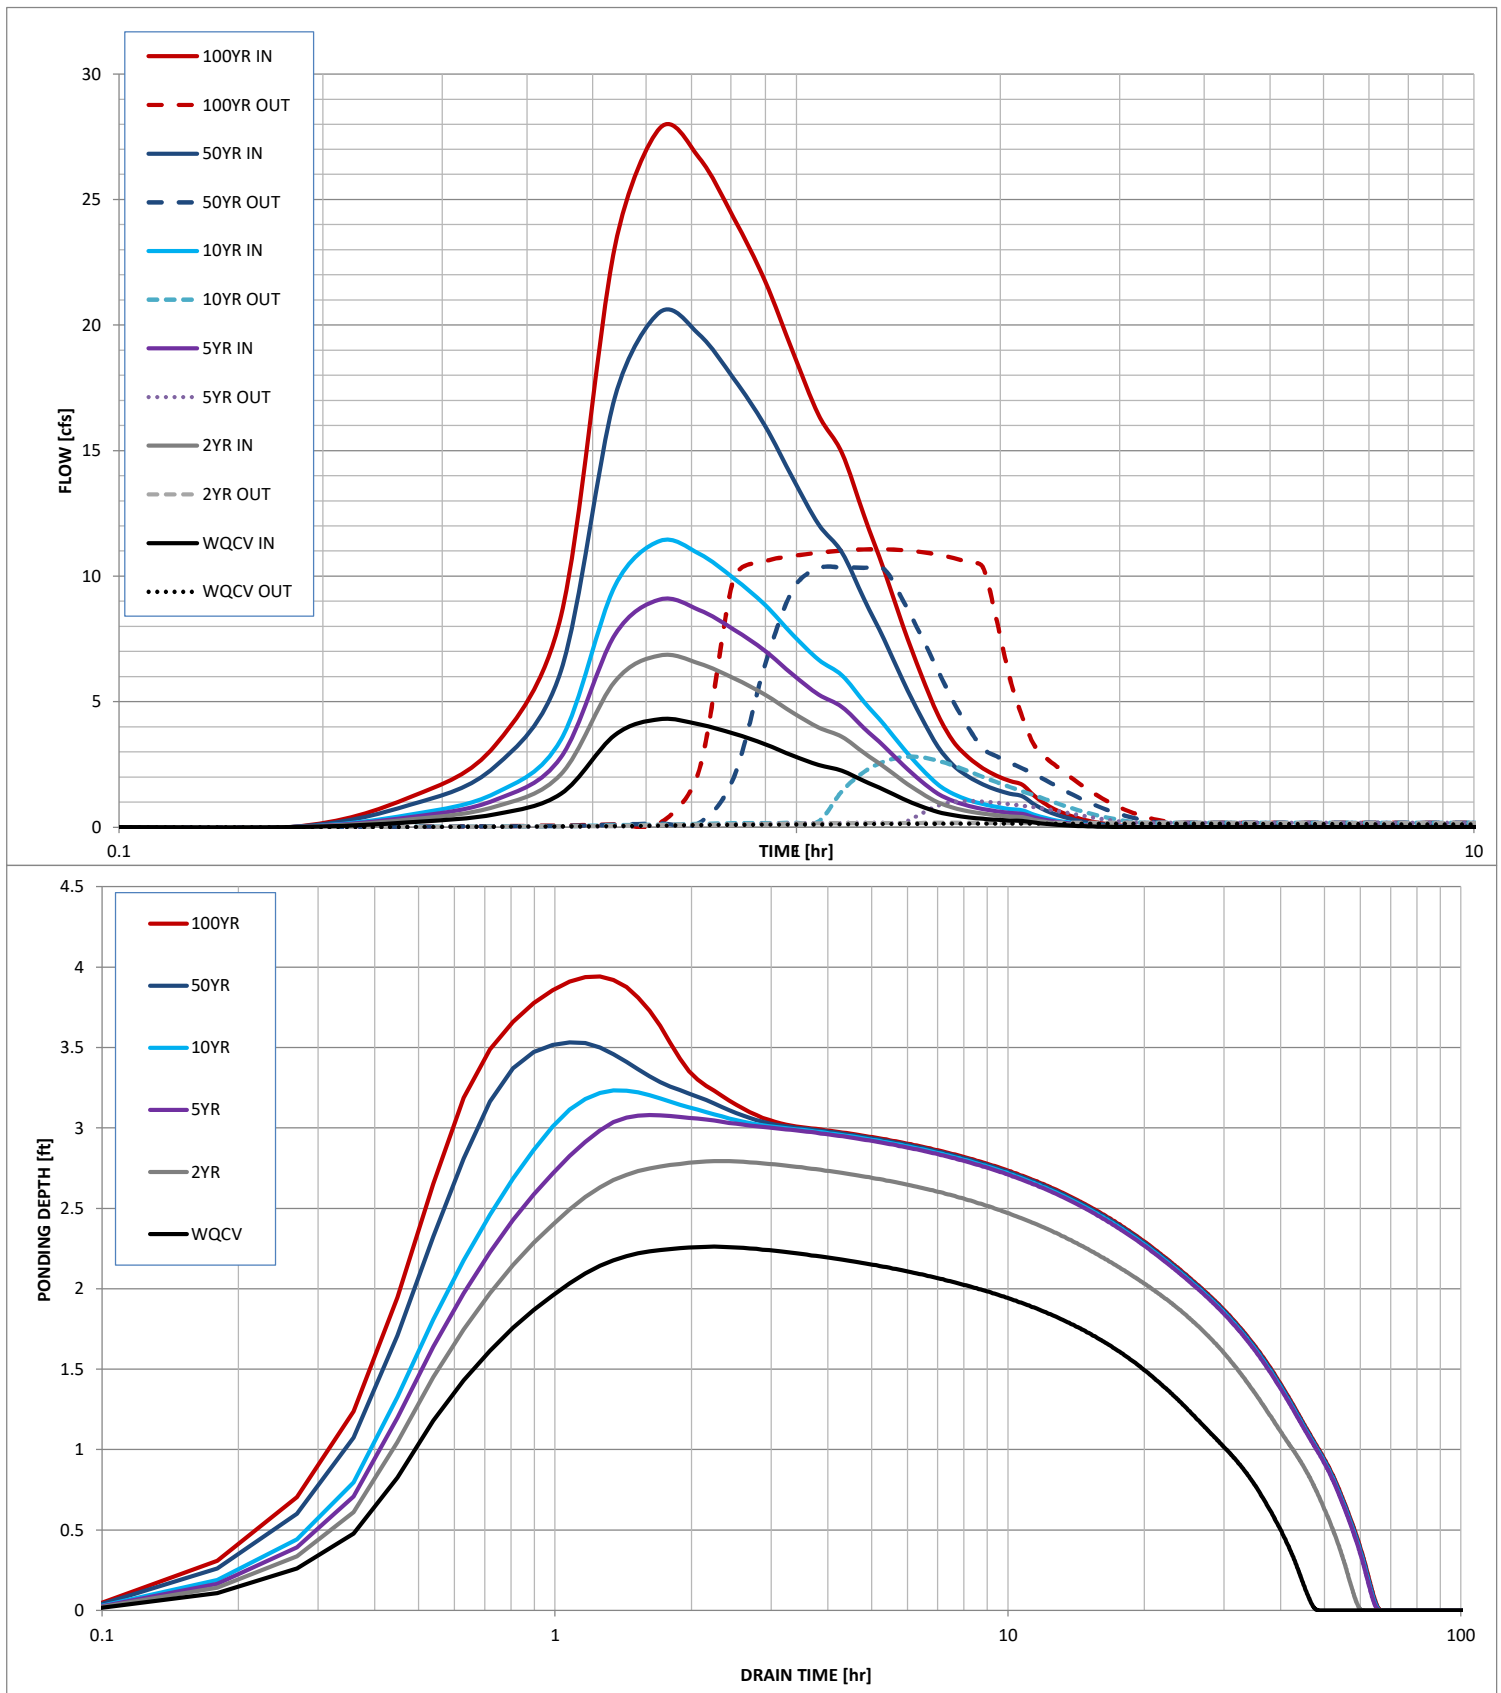 100YR IN
100YR OUT
50YR IN
50YR OUT
10YR IN
10YR OUT
5YR IN
5YR OUT
2YR IN
2YR OUT
WQCV IN
WQCV OUT
30
25
20
15
10
5
0
FLOW [cfs]
0.1
TIME [hr]
10
4.5
4
3.5
3
2.5
2
1.5
1
0.5
0
100YR
50YR
10YR
5YR
2YR
WQCV
PONDING DEPTH [ft]
0.1
1
10
100
DRAIN TIME [hr]